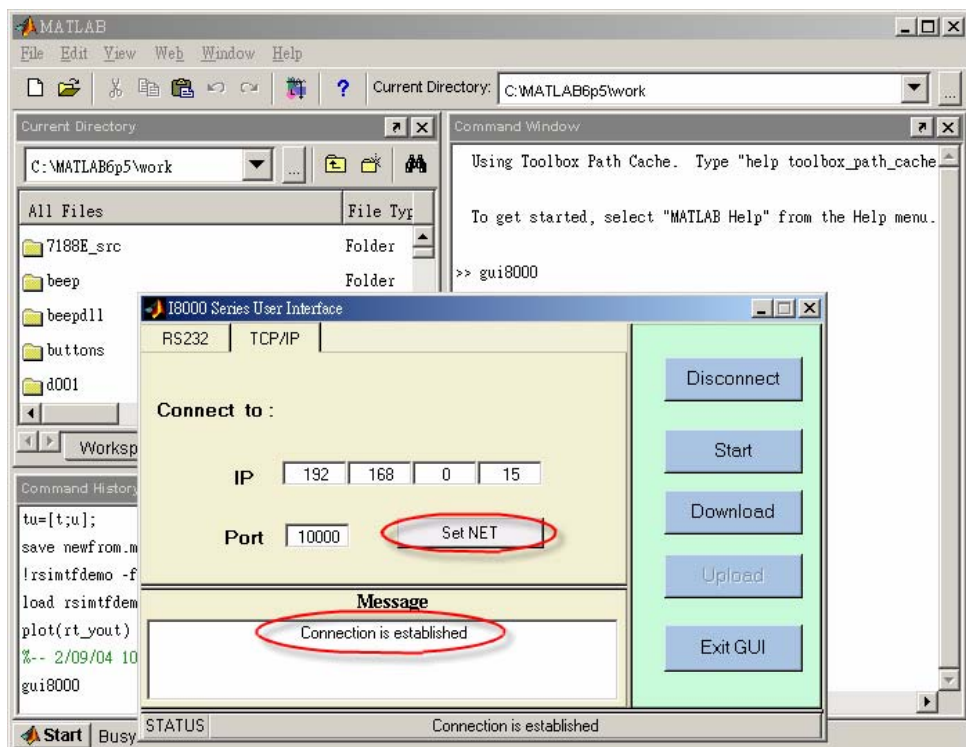 MATLAB
File Edit View Web Window Help
? Current Directory: C:\MATLAB6p5\work ...
Current Directory
C:\MATLAB6p5\work ...
All Files File Typ
7188E_src Folder
beep Folder
beepdll
buttons
d001
Worksp
Command History
tu=[t;u];
save newfrom.m
!rsimtfdemo -f
load rsimtfdem
plot(rt_yout)
%-- 2/09/04 10
gui8000
Start Busy
Command Window
Using Toolbox Path Cache. Type "help toolbox_path_cache
To get started, select "MATLAB Help" from the Help menu.
>> gui8000
I8000 Series User Interface
RS232 TCP/IP
Connect to :
IP 192 168 0 15
Port 10000 Set NET
Message
Connection is established
STATUS Connection is established
Disconnect
Start
Download
Upload
Exit GUI